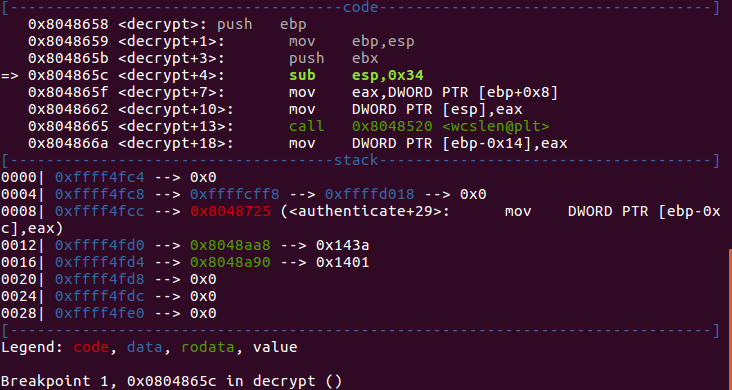 [-------------------------------------code-------------------------------------]
   0x8048658 <decrypt>: push   ebp
   0x8048659 <decrypt+1>:       mov    ebp,esp
   0x804865b <decrypt+3>:       push   ebx
=> 0x804865c <decrypt+4>:       sub    esp,0x34
   0x804865f <decrypt+7>:       mov    eax,DWORD PTR [ebp+0x8]
   0x8048662 <decrypt+10>:      mov    DWORD PTR [esp],eax
   0x8048665 <decrypt+13>:      call   0x8048520 <wcslen@plt>
   0x804866a <decrypt+18>:      mov    DWORD PTR [ebp-0x14],eax
[------------------------------------stack-------------------------------------]
0000| 0xffff4fc4 --> 0x0
0004| 0xffff4fc8 --> 0xffffcff8 --> 0xffffd018 --> 0x0
0008| 0xffff4fcc --> 0x8048725 (<authenticate+29>:      mov    DWORD PTR [ebp-0x
c],eax)
0012| 0xffff4fd0 --> 0x8048aa8 --> 0x143a
0016| 0xffff4fd4 --> 0x8048a90 --> 0x1401
0020| 0xffff4fd8 --> 0x0
0024| 0xffff4fdc --> 0x0
0028| 0xffff4fe0 --> 0x0
[------------------------------------------------------------------------------]
Legend: code, data, rodata, value

Breakpoint 1, 0x0804865c in decrypt ()